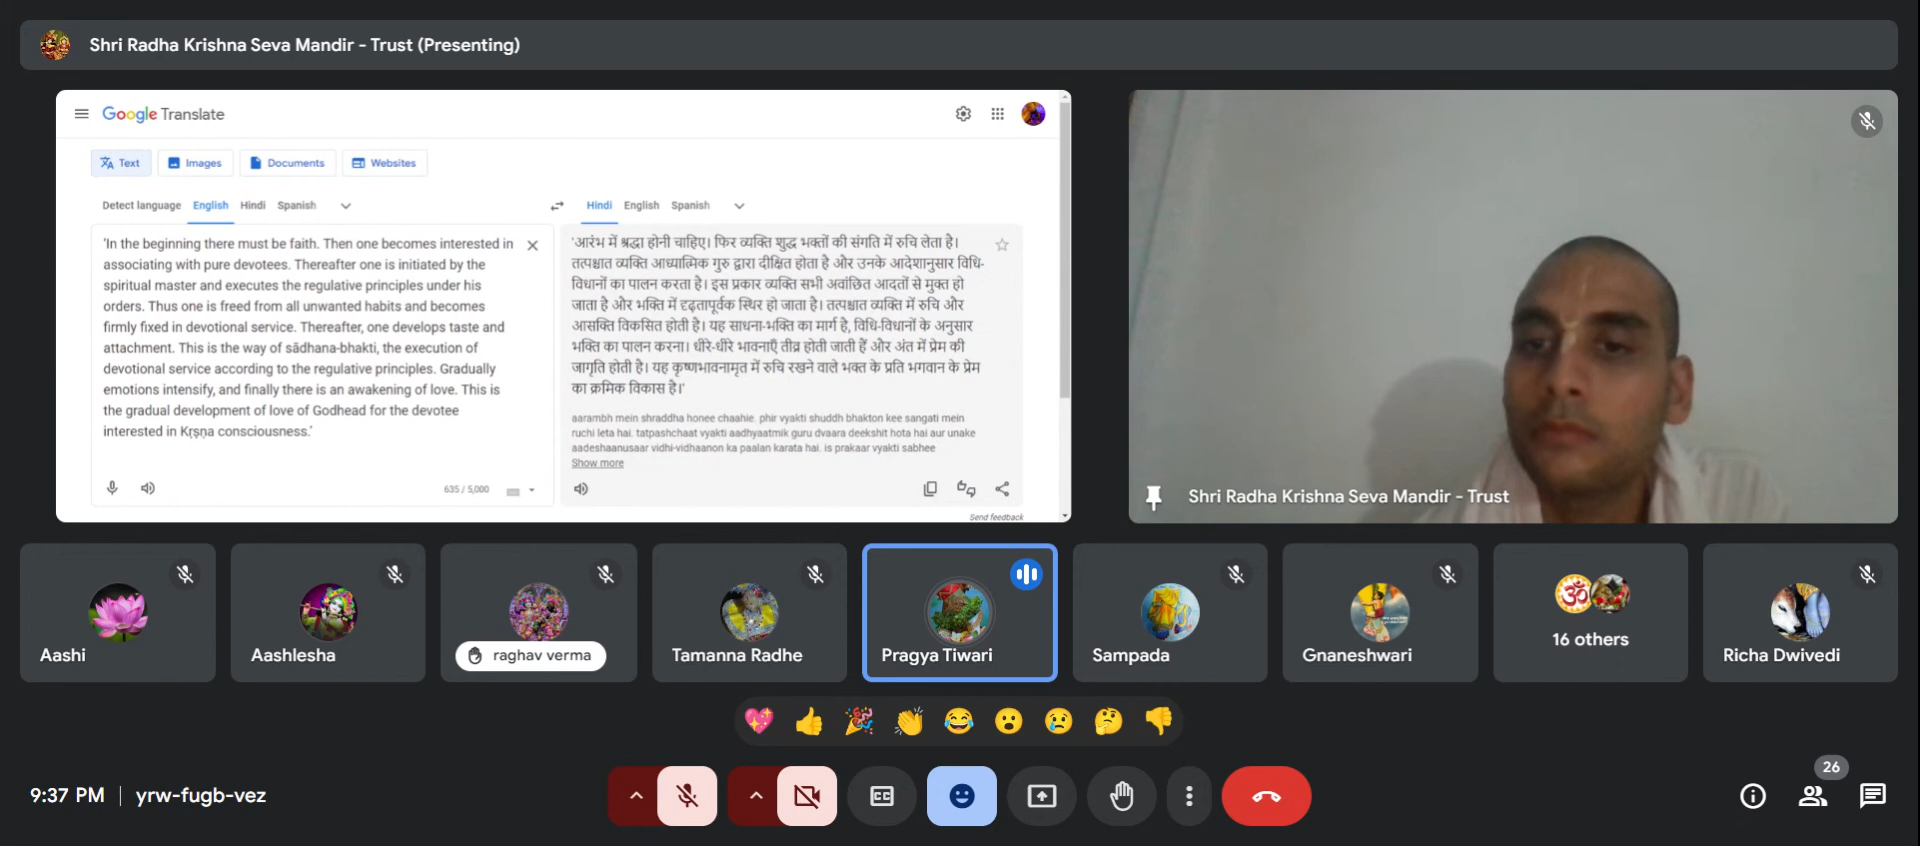 Shri Radha Krishna Seva Mandir - Trust (Presenting)
Google Translate
Text
Images
Documents
Websites
Detect language English Hindi Spanish
Hindi English Spanish
'In the beginning there must be faith. Then one becomes interested in
associating with pure devotees. Thereafter one is initiated by the
spiritual master and executes the regulative principles under his
orders. Thus one is freed from all unwanted habits and becomes
firmly fixed in devotional service. Thereafter, one develops taste and
attachment. This is the way of sādhana-bhakti, the execution of
devotional service according to the regulative principles. Gradually
emotions intensify, and finally there is an awakening of love. This is
the gradual development of love of Godhead for the devotee
interested in Kṛṣṇa consciousness.'
635 / 5,000
'आरंभ में श्रद्धा होनी चाहिए। फिर व्यक्ति शुद्ध भक्तों की संगति में रुचि लेता है।
तत्पश्चात व्यक्ति आध्यात्मिक गुरु द्वारा दीक्षित होता है और उनके आदेशानुसार विधि-
विधानों का पालन करता है। इस प्रकार व्यक्ति सभी अवांछित आदतों से मुक्त हो
जाता है और भक्ति में दृढ़तापूर्वक स्थिर हो जाता है। तत्पश्चात व्यक्ति में रुचि और
आसक्ति विकसित होती है। यह साधना-भक्ति का मार्ग है, विधि-विधानों के अनुसार
भक्ति का पालन करना। धीरे-धीरे भावनाएँ तीव्र होती जाती हैं और अंत में प्रेम की
जागृति होती है। यह कृष्णभावनामृत में रुचि रखने वाले भक्त के प्रति भगवान के प्रेम
का क्रमिक विकास है।'
aarambh mein shraddha honee chaahie. phir vyakti shuddh bhakton kee sangati mein
ruchi leta hai. tatpashchaat vyakti aadhyaatmik guru dvaara deekshit hota hai aur unake
aadeshaanusaar vidhi-vidhaanon ka paalan karata hai. is prakaar vyakti sabhee
Show more
Send feedback
Shri Radha Krishna Seva Mandir - Trust
Aashi
Aashlesha
raghav verma
Tamanna Radhe
Pragya Tiwari
Sampada
Gnaneshwari
ॐ
16 others
Richa Dwivedi
9:37 PM | yrw-fugb-vez
CC
26